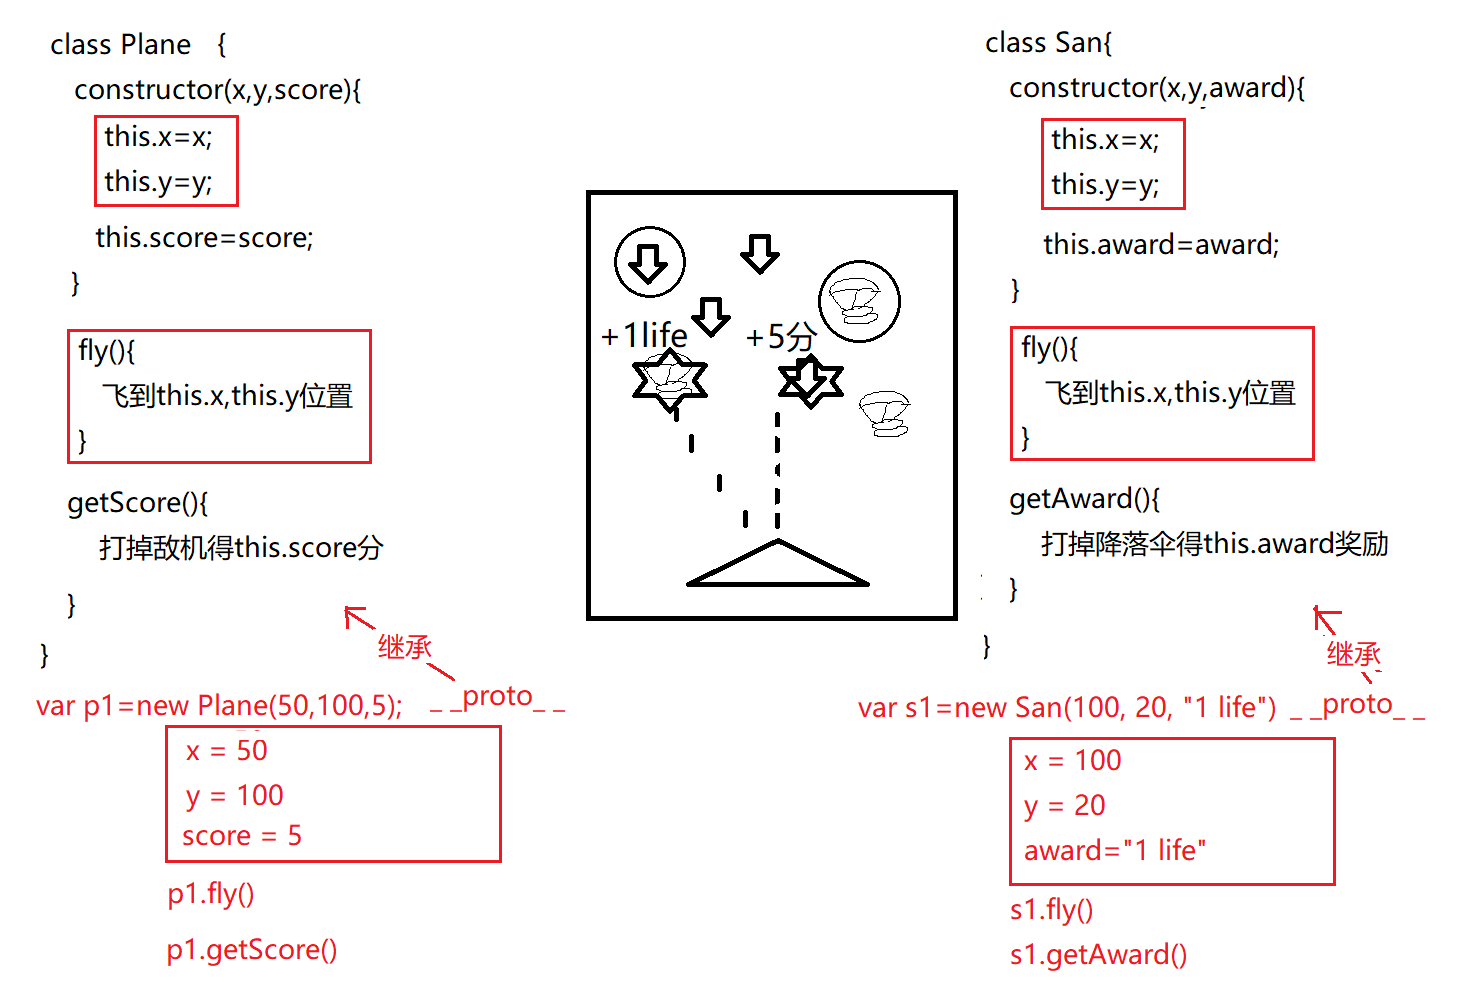 class Plane {
constructor(x,y,score){
this.x=x;
this.y=y;
this.score=score;
}
fly(){
飞到this.x,this.y位置
}
getScore(){
打掉敌机得this.score分
}
}
继承
var p1=new Plane(50,100,5);
_ _proto_ _
x = 50
y = 100
score = 5
p1.fly()
p1.getScore()
+1life
+5分
class San{
constructor(x,y,award){
this.x=x;
this.y=y;
this.award=award;
}
fly(){
飞到this.x,this.y位置
}
getAward(){
打掉降落伞得this.award奖励
}
}
继承
var s1=new San(100, 20, "1 life")
_ _proto_ _
x = 100
y = 20
award="1 life"
s1.fly()
s1.getAward()